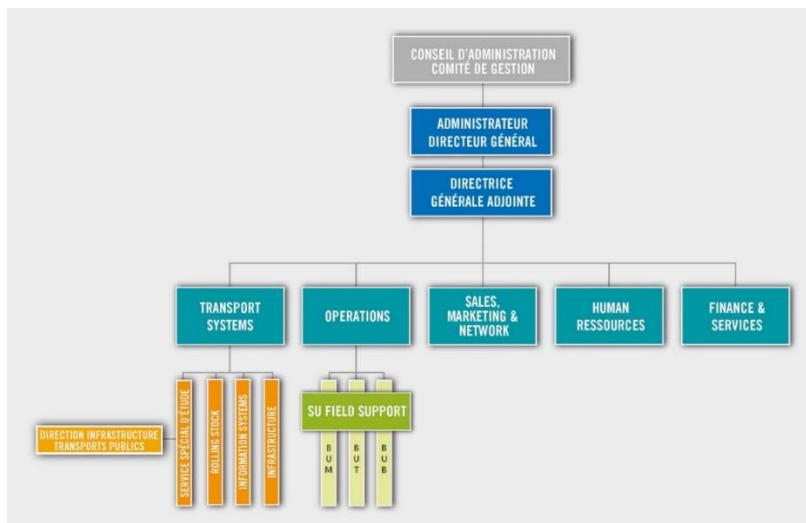 CONSEIL D'ADMINISTRATION
COMITÉ DE GESTION
ADMINISTRATEUR
DIRECTEUR GÉNÉRAL
DIRECTRICE
GÉNÉRALE ADJOINTE
TRANSPORT
SYSTEMS
OPERATIONS
SALES,
MARKETING &
NETWORK
HUMAN
RESSOURCES
FINANCE &
SERVICES
DIRECTION INFRASTRUCTURE
TRANSPORTS PUBLICS
SERVICE SPÉCIAL D'ÉTUDE
ROLLING STOCK
INFORMATION SYSTEMS
INFRASTRUCTURE
SU FIELD SUPPORT
BUM
BUT
BUB